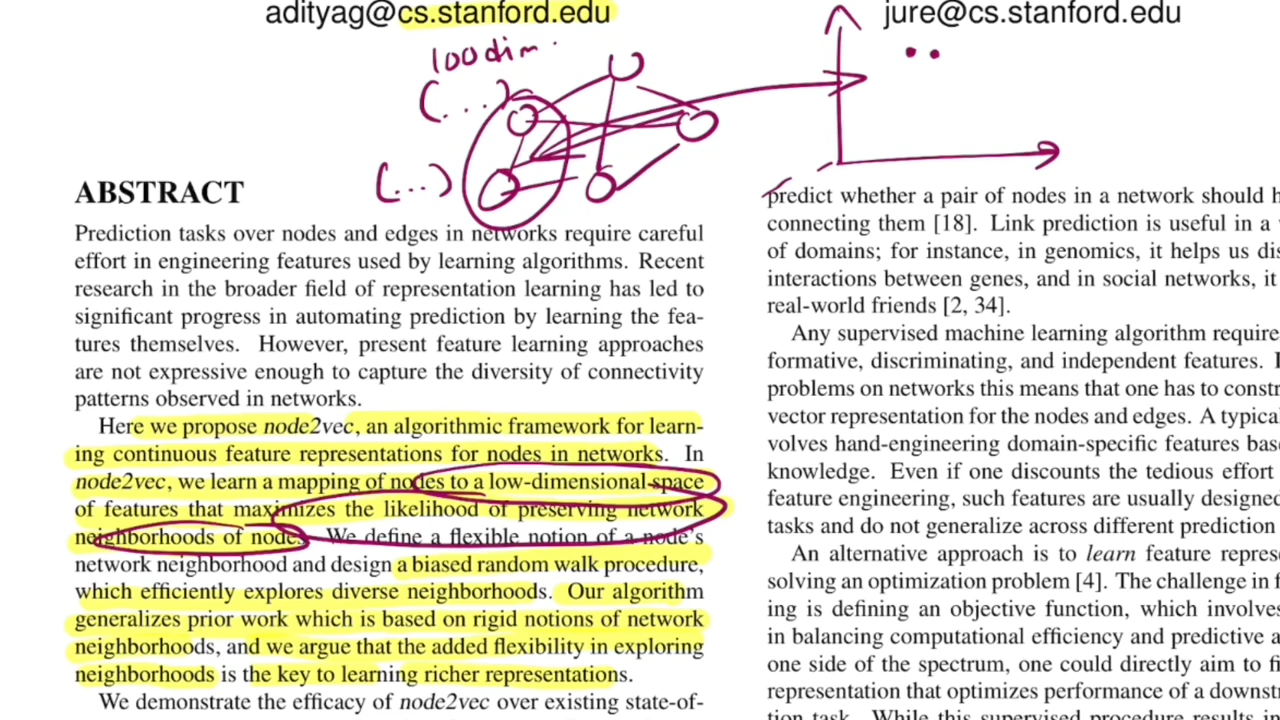 adityag@cs.stanford.edu
jure@cs.stanford.edu
100dim.
(...)
(...)
ABSTRACT
Prediction tasks over nodes and edges in networks require careful
effort in engineering features used by learning algorithms. Recent
research in the broader field of representation learning has led to
significant progress in automating prediction by learning the fea-
tures themselves. However, present feature learning approaches
are not expressive enough to capture the diversity of connectivity
patterns observed in networks.
Here we propose node2vec, an algorithmic framework for learn-
ing continuous feature representations for nodes in networks. In
node2vec, we learn a mapping of nodes to a low-dimensional space
of features that maximizes the likelihood of preserving network
neighborhoods of nodes. We define a flexible notion of a node's
network neighborhood and design a biased random walk procedure,
which efficiently explores diverse neighborhoods. Our algorithm
generalizes prior work which is based on rigid notions of network
neighborhoods, and we argue that the added flexibility in exploring
neighborhoods is the key to learning richer representations.
We demonstrate the efficacy of node2vec over existing state-of-
predict whether a pair of nodes in a network should h
connecting them [18]. Link prediction is useful in a
of domains; for instance, in genomics, it helps us dis
interactions between genes, and in social networks, it
real-world friends [2, 34].
Any supervised machine learning algorithm require
formative, discriminating, and independent features. I
problems on networks this means that one has to constr
vector representation for the nodes and edges. A typical
volves hand-engineering domain-specific features base
knowledge. Even if one discounts the tedious effort
feature engineering, such features are usually designed
tasks and do not generalize across different prediction
An alternative approach is to learn feature represe
solving an optimization problem [4]. The challenge in f
ing is defining an objective function, which involves
in balancing computational efficiency and predictive a
one side of the spectrum, one could directly aim to fi
representation that optimizes performance of a downst
tion task. While this supervised procedure results in